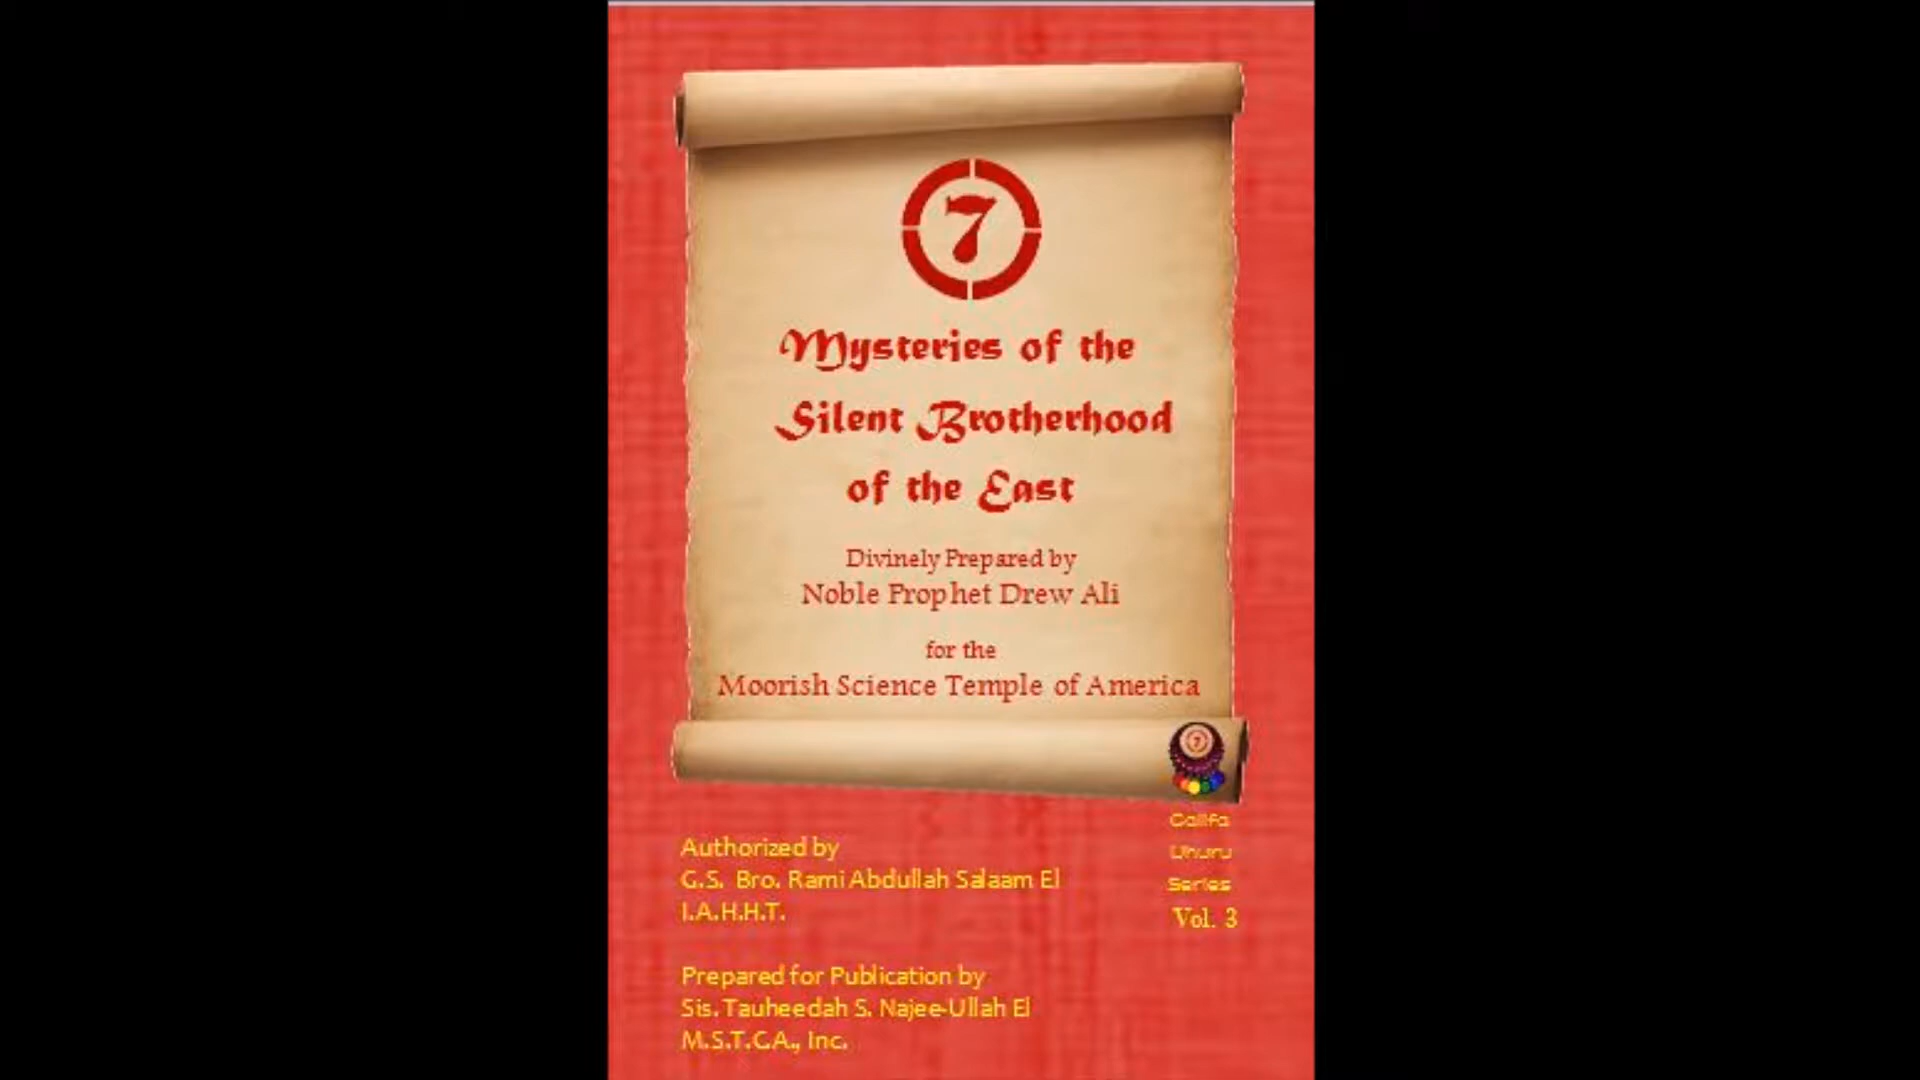 7
Mysteries of the
Silent Brotherhood
of the East
Divinely Prepared by
Noble Prophet Drew Ali
for the
Moorish Science Temple of America
7
Califa
Uhuru
Series
Vol. 3
Authorized by
G.S. Bro. Rami Abdullah Salaam El
I.A.H.H.T.
Prepared for Publication by
Sis. Tauheedah S. Najee-Ullah El
M.S.T.C.A., Inc.